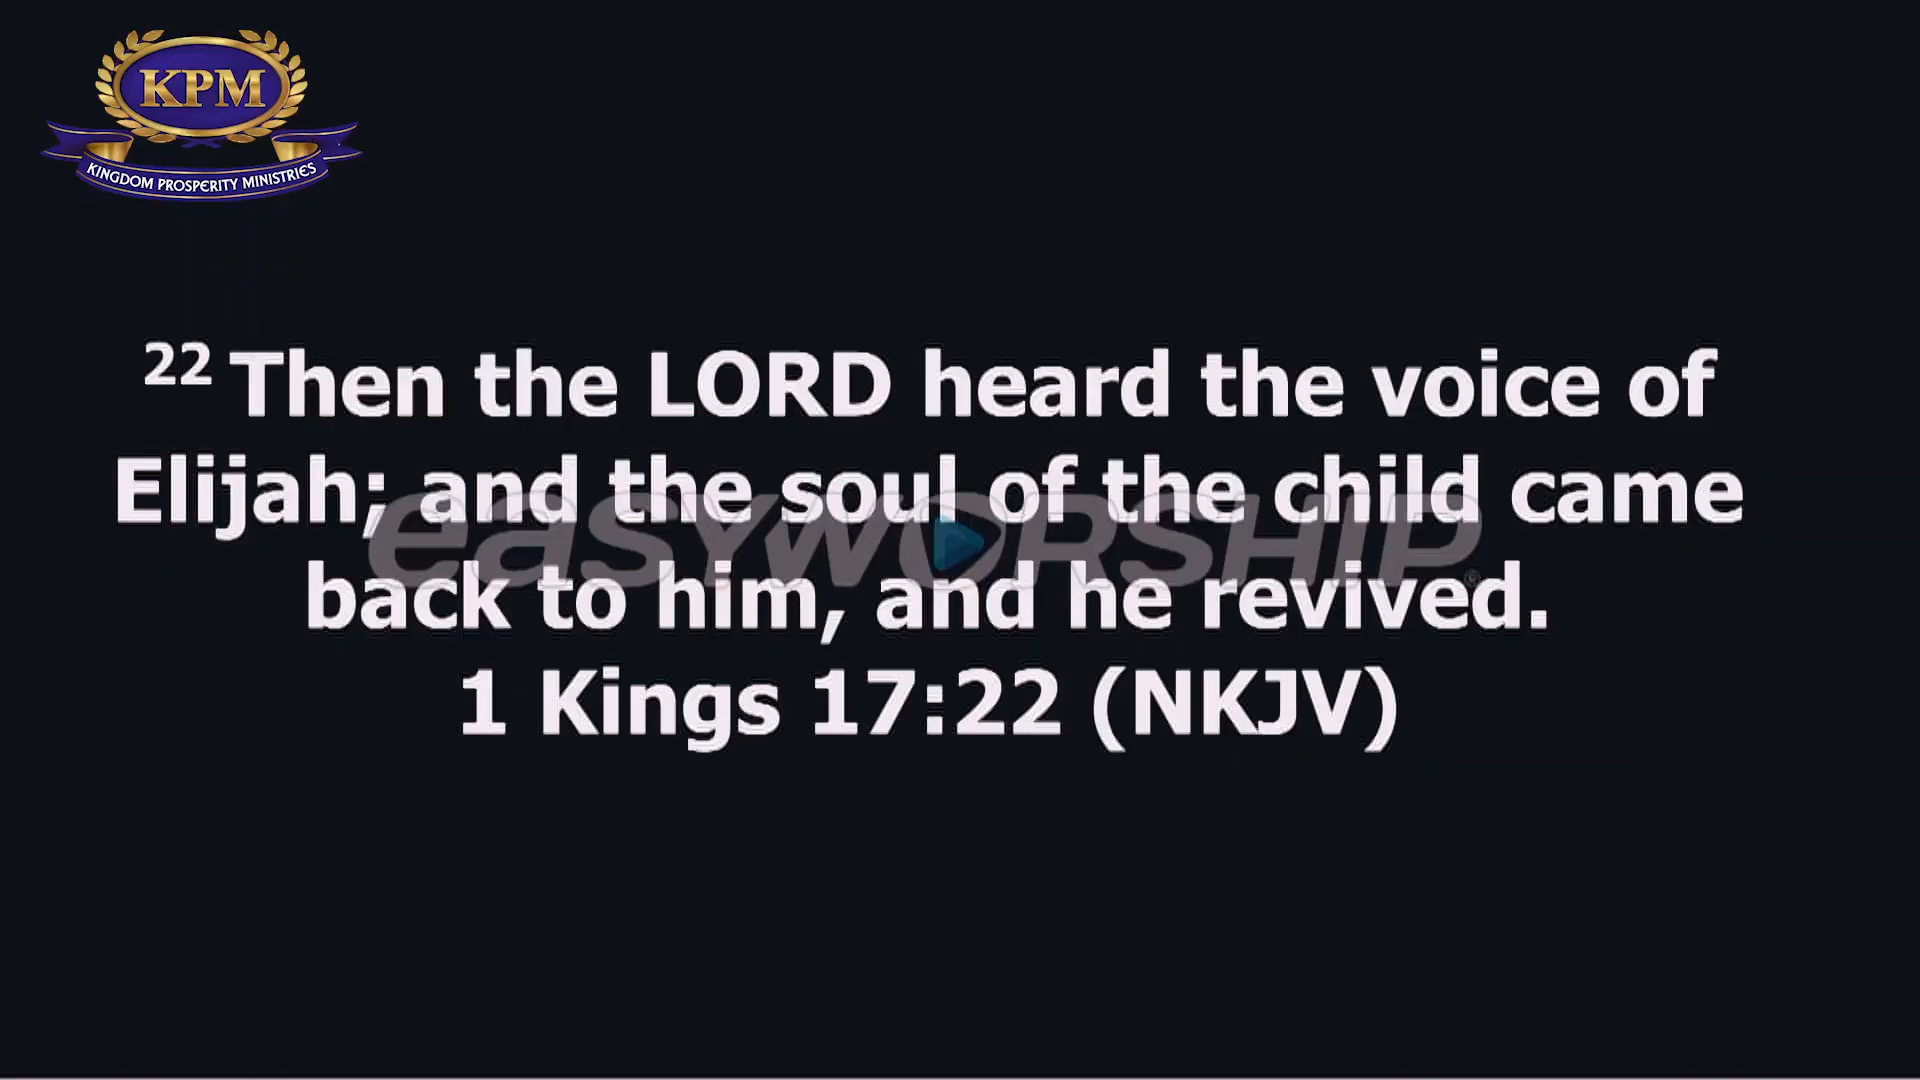 KPM
KINGDOM PROSPERITY MINISTRIES
22 Then the LORD heard the voice of
Elijah; and the soul of the child came
easyworship®
back to him, and he revived.
1 Kings 17:22 (NKJV)